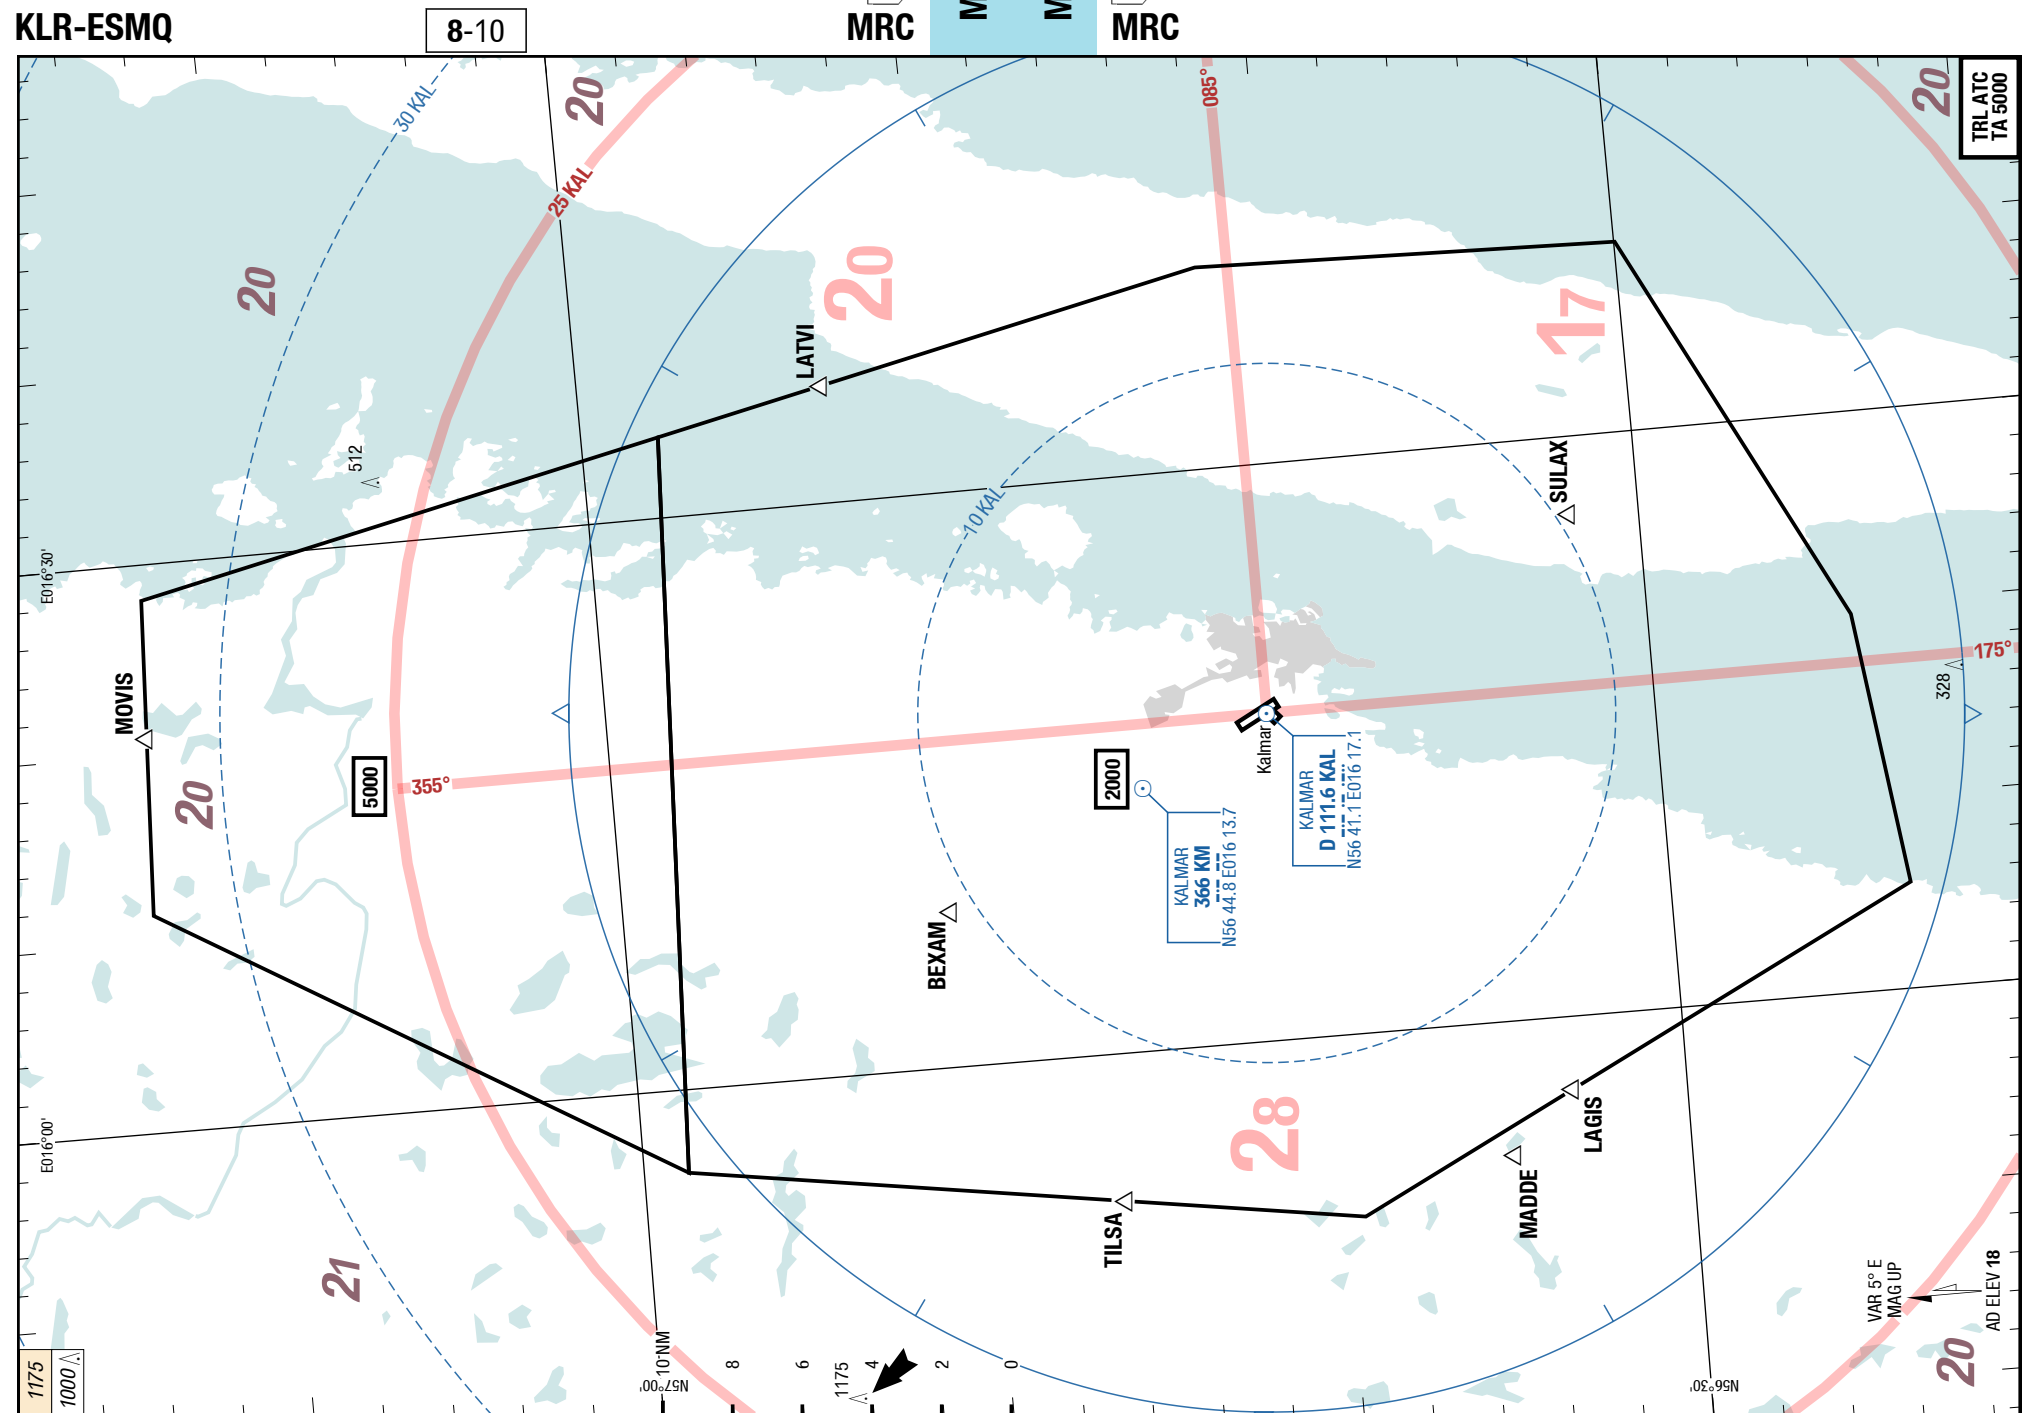 KLR-ESMQ
8-10
MRC
M
M
MRC
TRL ATC
TA 5000
30 KAL
20
085°
20
25 KAL
20
20
17
LATVI
512
SULAX
10 KAL
E016°30'
MOVIS
175°
328
5000
355°
20
2000
Kalmar
KALMAR
D 111.6 KAL
N56 41.1 E016 17.1
KALMAR
366 KM
N56 44.8 E016 13.7
BEXAM
E016°00'
28
LAGIS
MADDE
TILSA
21
VAR 5° E
MAG UP
AD ELEV 18
20
1175
1000
10 NM
8
6
4
2
0
1175
N57°00'
N56°30'